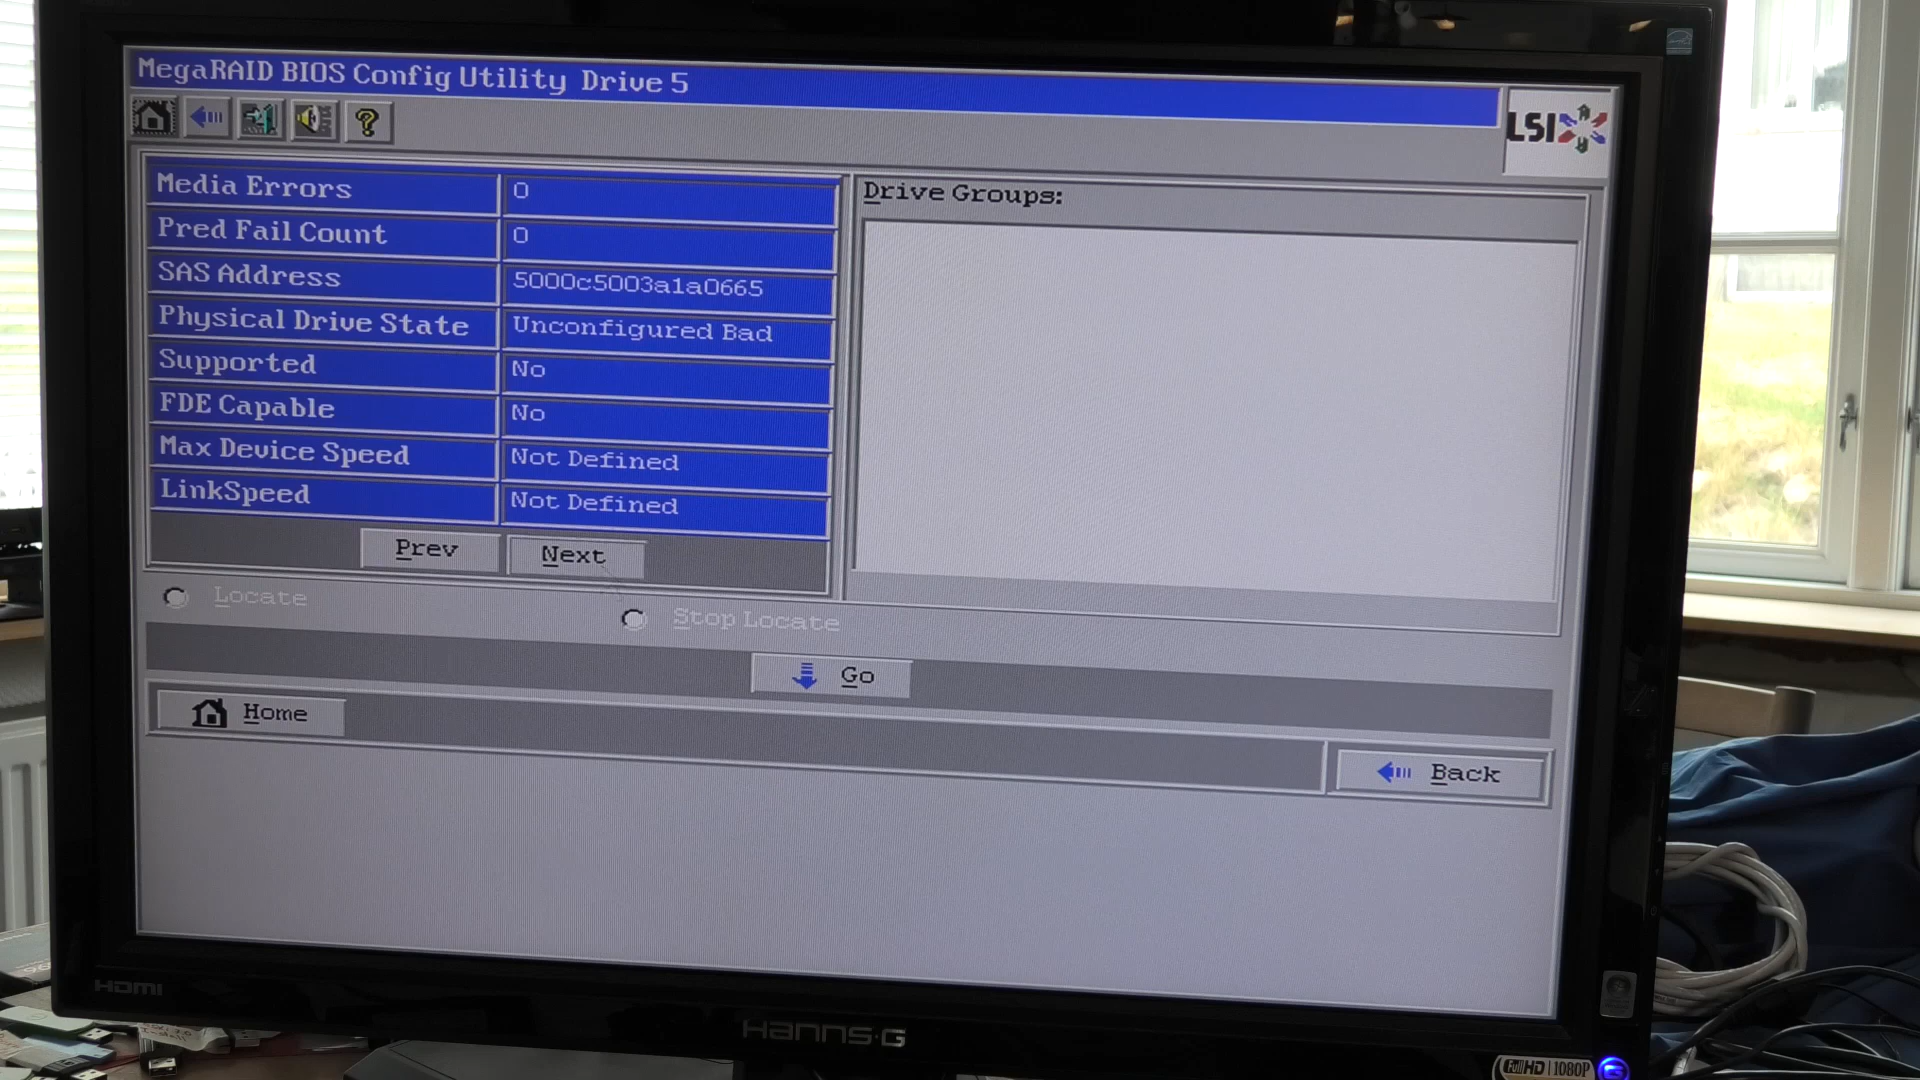 MegaRAID BIOS Config Utility Drive 5
LSI
Media Errors 0
Pred Fail Count 0
SAS Address 5000c5003a1a0665
Physical Drive State Unconfigured Bad
Supported No
FDE Capable No
Max Device Speed Not Defined
LinkSpeed Not Defined
Prev Next
Drive Groups:
Locate Stop Locate
Go
Home
Back
HDMI
HANNS·G
Full HD 1080P